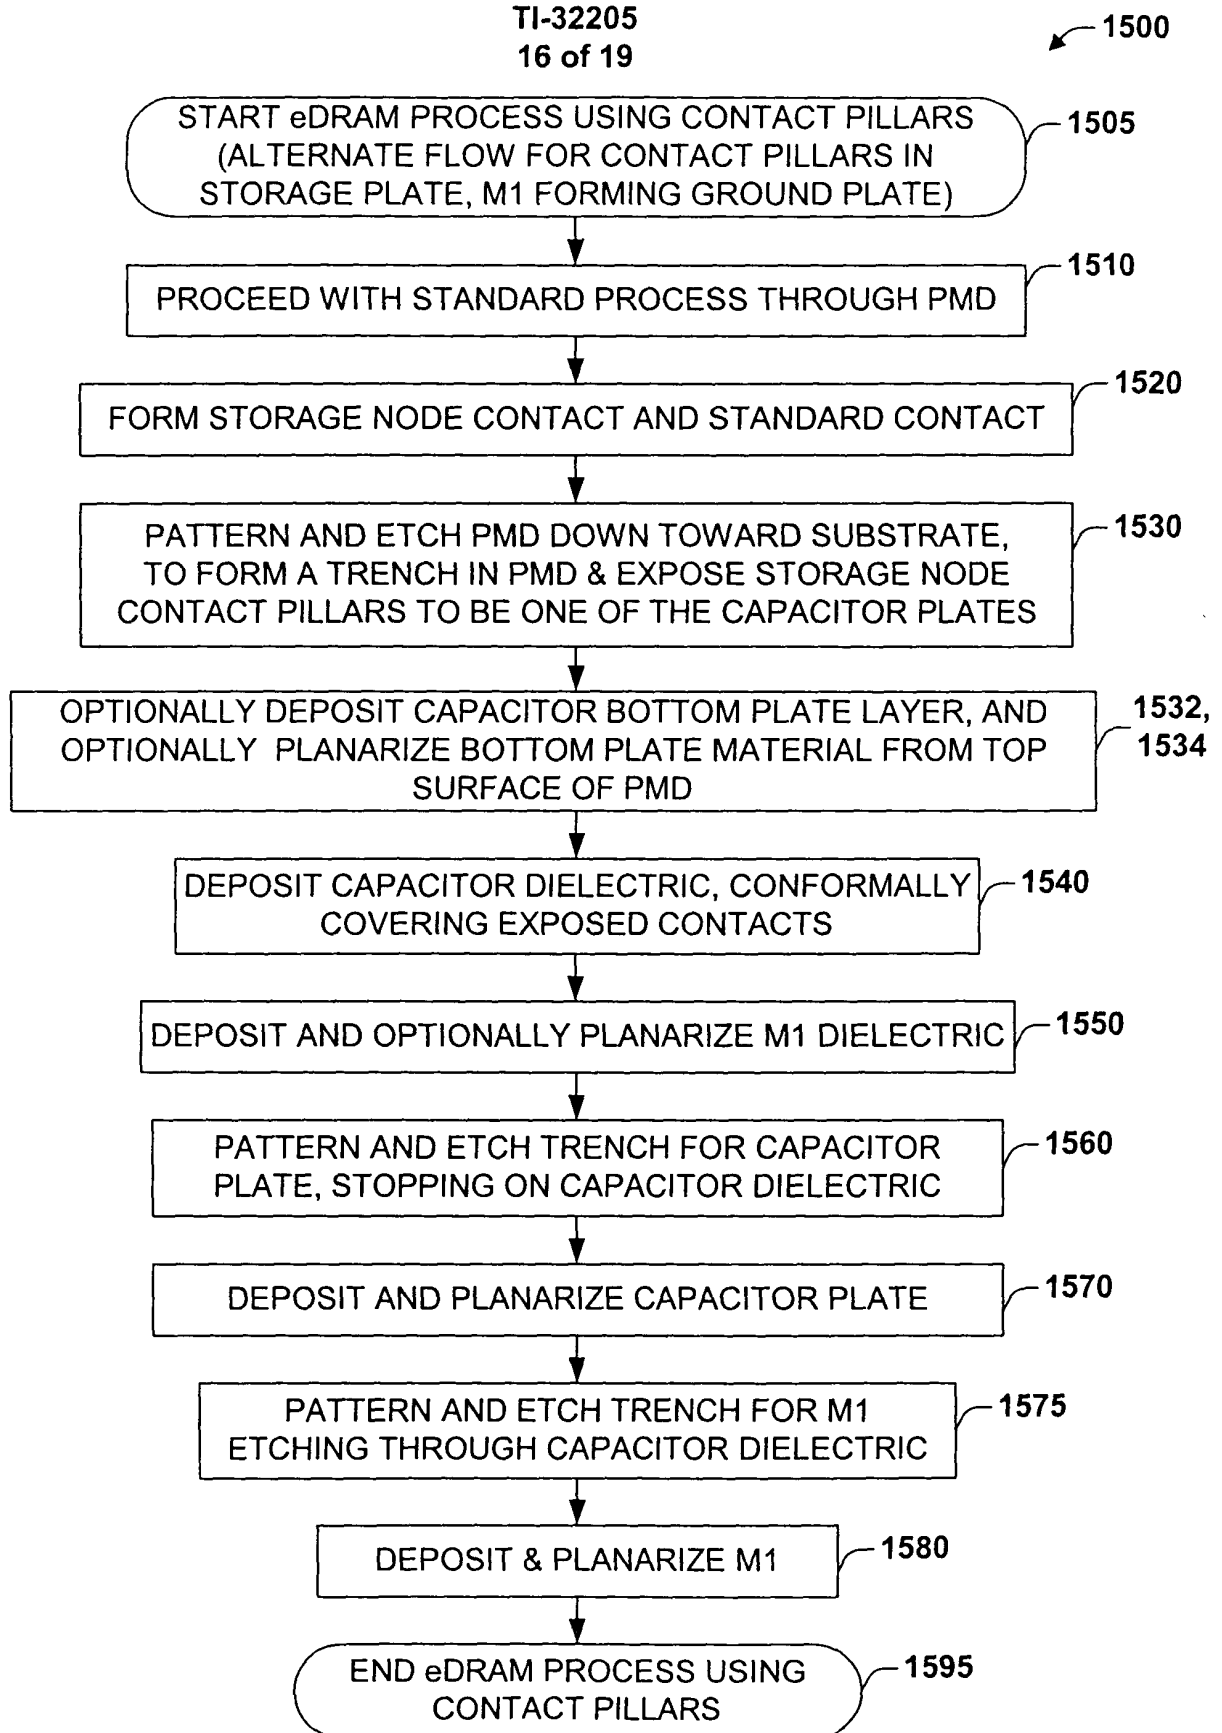 TI-32205
16 of 19
1500
START eDRAM PROCESS USING CONTACT PILLARS
(ALTERNATE FLOW FOR CONTACT PILLARS IN
STORAGE PLATE, M1 FORMING GROUND PLATE)
1505
PROCEED WITH STANDARD PROCESS THROUGH PMD
1510
FORM STORAGE NODE CONTACT AND STANDARD CONTACT
1520
PATTERN AND ETCH PMD DOWN TOWARD SUBSTRATE,
TO FORM A TRENCH IN PMD & EXPOSE STORAGE NODE
CONTACT PILLARS TO BE ONE OF THE CAPACITOR PLATES
1530
OPTIONALLY DEPOSIT CAPACITOR BOTTOM PLATE LAYER, AND
OPTIONALLY PLANARIZE BOTTOM PLATE MATERIAL FROM TOP
SURFACE OF PMD
1532,
1534
DEPOSIT CAPACITOR DIELECTRIC, CONFORMALLY
COVERING EXPOSED CONTACTS
1540
DEPOSIT AND OPTIONALLY PLANARIZE M1 DIELECTRIC
1550
PATTERN AND ETCH TRENCH FOR CAPACITOR
PLATE, STOPPING ON CAPACITOR DIELECTRIC
1560
DEPOSIT AND PLANARIZE CAPACITOR PLATE
1570
PATTERN AND ETCH TRENCH FOR M1
ETCHING THROUGH CAPACITOR DIELECTRIC
1575
DEPOSIT & PLANARIZE M1
1580
END eDRAM PROCESS USING
CONTACT PILLARS
1595